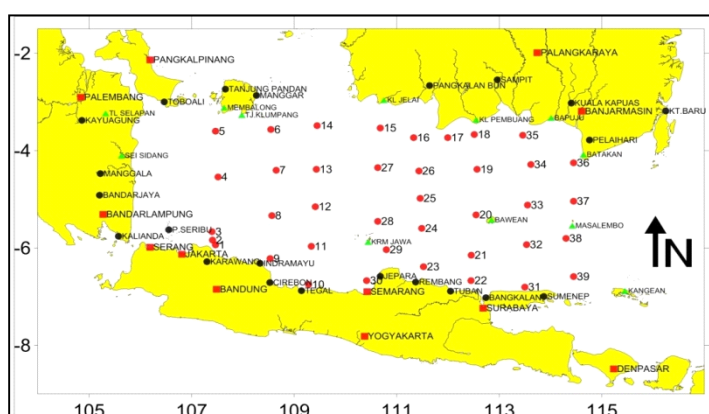 -2
PALANGKARAYA
PANGKALPINANG
TANJUNG PANDAN
MANGGAR
PANGKALAN BUN
SAMPIT
PALEMBANG
TOBOALI
MEMBALONG
TJ.KLUMPANG
KL JELAI
KUALA KAPUAS
TL SELAPAN
KL PEMBUANG
BAPUJU
BANJARMASIN
KT.BARU
KAYUAGUNG
5
6
14
15
16
17
18
35
PELAIHARI
-4
SEI SIDANG
BATAKAN
MANGGALA
4
7
13
27
26
19
34
36
BANDARJAYA
8
12
25
33
37
BANDARLAMPUNG
28
20
BAWEAN
MASALEMBO
KALIANDA
P.SERIBU
3
24
38
-6
SERANG
JAKARTA
11
KRM JAWA
29
32
N
KARAWANG
INDRAMAYU
9
23
21
BANDUNG
CIREBON
10
TEGAL
30
JEPARA
REMBANG
22
31
39
SEMARANG
TUBAN
BANGKALAN
SUMENEP
KANGEAN
SURABAYA
YOGYAKARTA
-8
DENPASAR
105
107
109
111
113
115